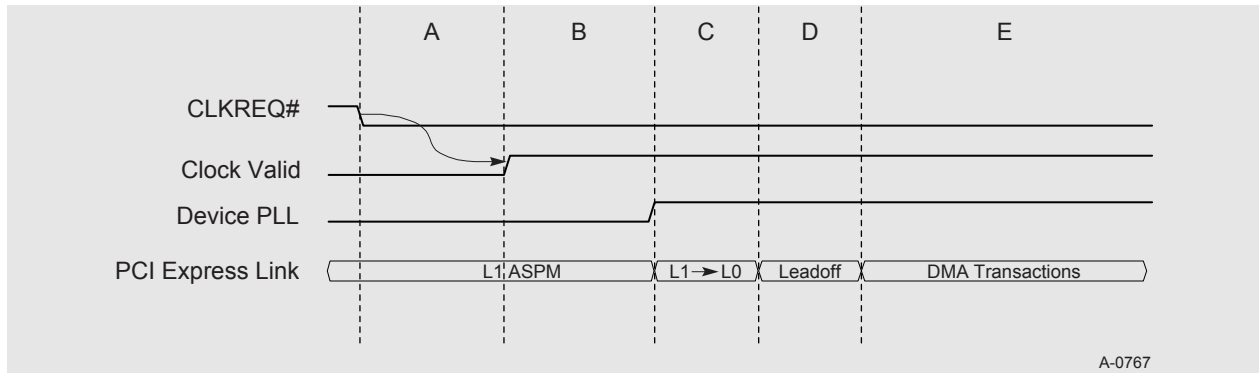 A B C D E
CLKREQ#
Clock Valid
Device PLL
PCI Express Link L1 ASPM L1→L0 Leadoff DMA Transactions
A-0767